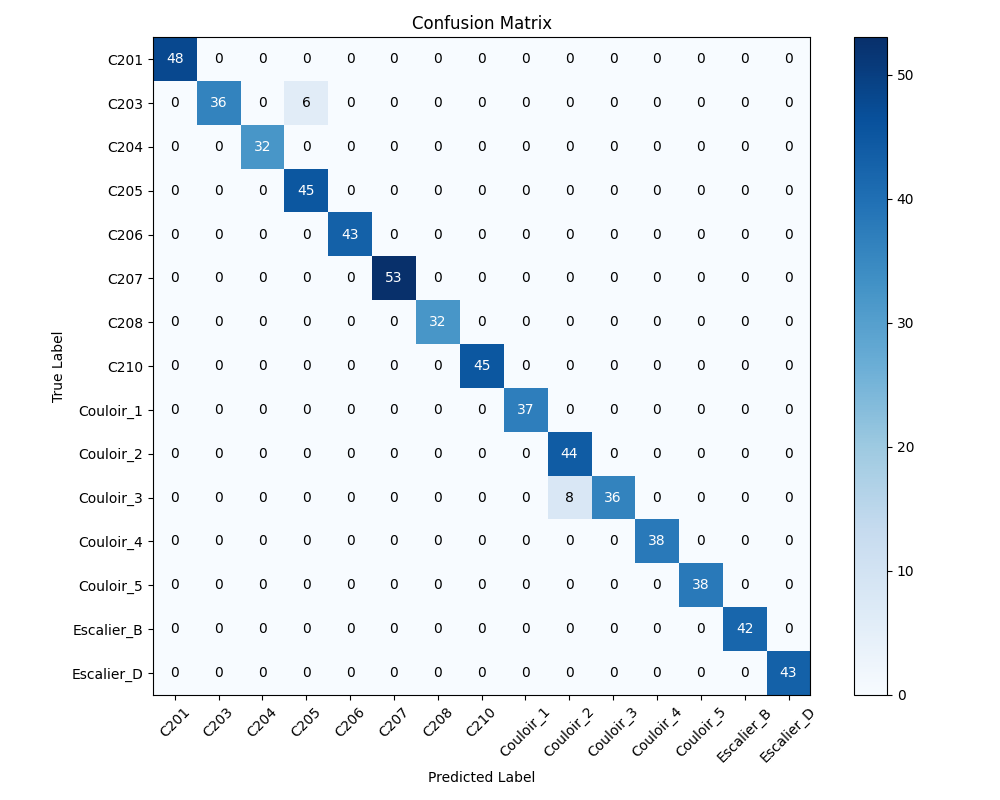 Confusion Matrix
C201 48 0 0 0 0 0 0 0 0 0 0 0 0 0 0
C203 0 36 0 6 0 0 0 0 0 0 0 0 0 0 0
C204 0 0 32 0 0 0 0 0 0 0 0 0 0 0 0
C205 0 0 0 45 0 0 0 0 0 0 0 0 0 0 0
C206 0 0 0 0 43 0 0 0 0 0 0 0 0 0 0
C207 0 0 0 0 0 53 0 0 0 0 0 0 0 0 0
C208 0 0 0 0 0 0 32 0 0 0 0 0 0 0 0
C210 0 0 0 0 0 0 0 45 0 0 0 0 0 0 0
Couloir_1 0 0 0 0 0 0 0 0 37 0 0 0 0 0 0
Couloir_2 0 0 0 0 0 0 0 0 0 44 0 0 0 0 0
Couloir_3 0 0 0 0 0 0 0 0 0 8 36 0 0 0 0
Couloir_4 0 0 0 0 0 0 0 0 0 0 0 38 0 0 0
Couloir_5 0 0 0 0 0 0 0 0 0 0 0 0 38 0 0
Escalier_B 0 0 0 0 0 0 0 0 0 0 0 0 0 42 0
Escalier_D 0 0 0 0 0 0 0 0 0 0 0 0 0 0 43
C201 C203 C204 C205 C206 C207 C208 C210 Couloir_1 Couloir_2 Couloir_3 Couloir_4 Couloir_5 Escalier_B Escalier_D
Predicted Label
True Label
50
40
30
20
10
0